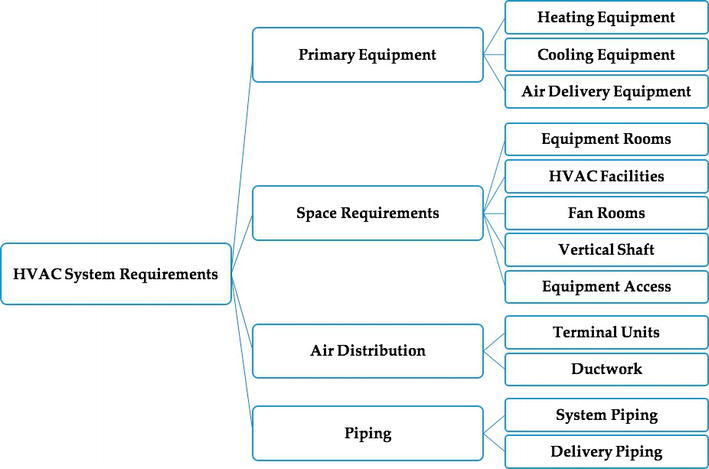 HVAC System Requirements
Primary Equipment
Heating Equipment
Cooling Equipment
Air Delivery Equipment
Space Requirements
Equipment Rooms
HVAC Facilities
Fan Rooms
Vertical Shaft
Equipment Access
Air Distribution
Terminal Units
Ductwork
Piping
System Piping
Delivery Piping